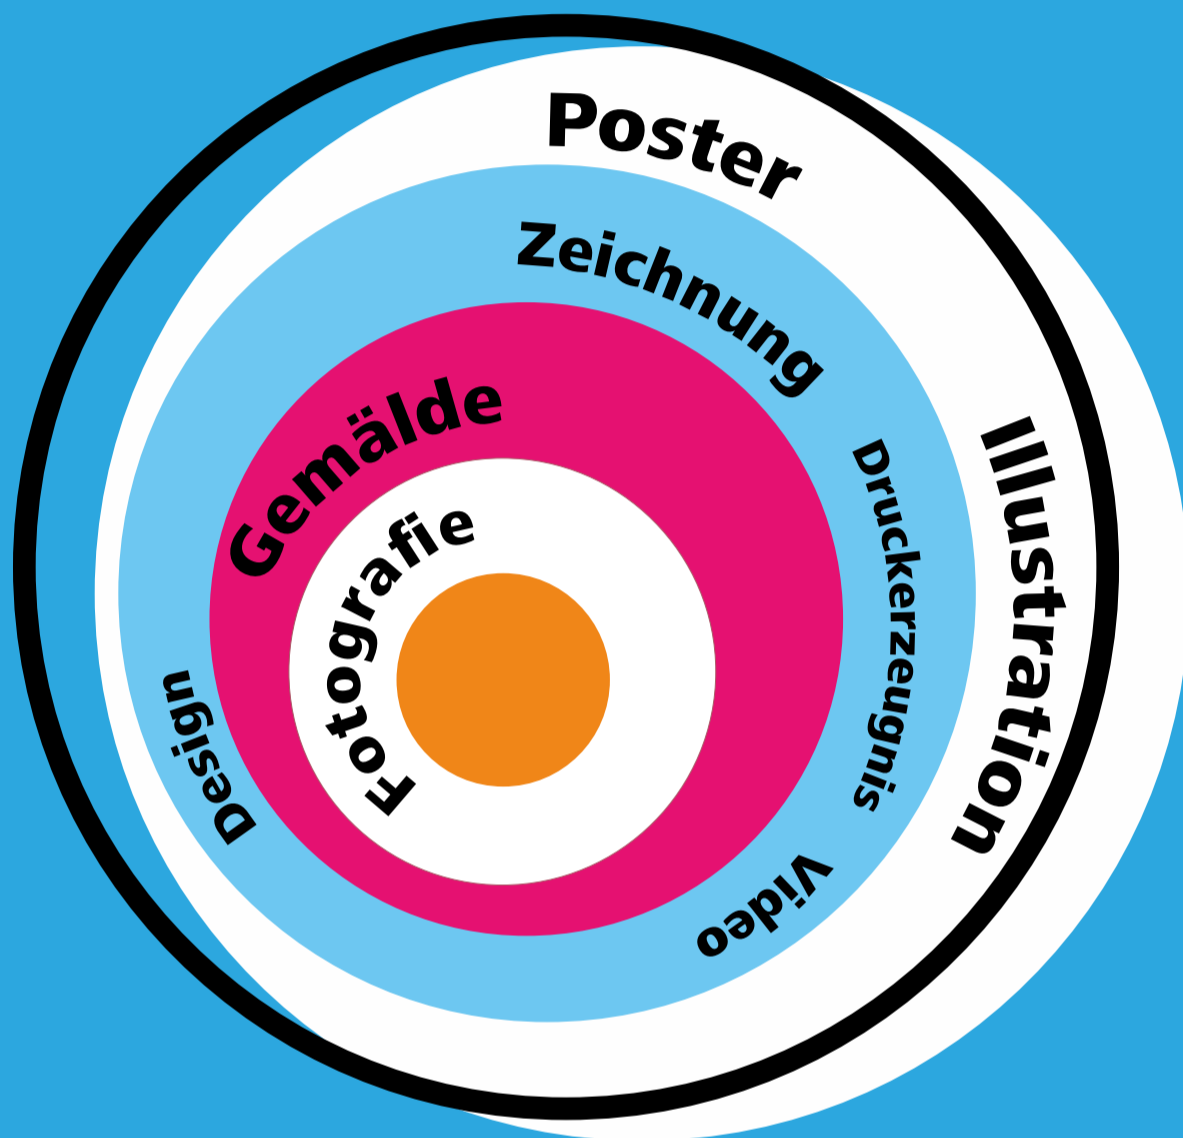 Poster
Zeichnung
Gemälde
Illustration
Druckerzeugnis
Fotografie
Design
Video